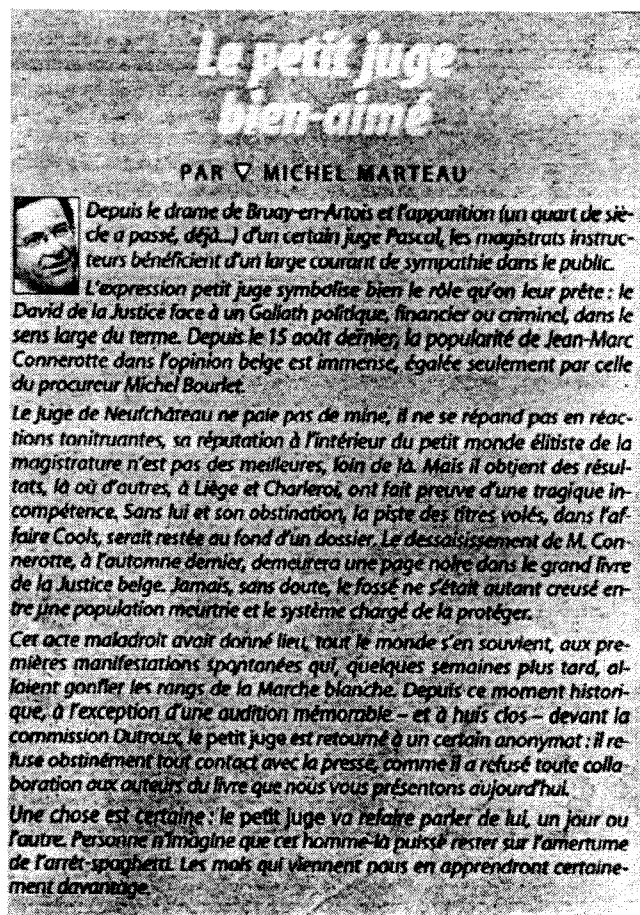 Le petit juge
bien-aimé
PAR ▽ MICHEL MARTEAU
Depuis le drame de Bruay-en-Artois et l'apparition (un quart de siè-
cle a passé, déjà...) d'un certain juge Pascal, les magistrats instruc-
teurs bénéficient d'un large courant de sympathie dans le public.
L'expression petit juge symbolise bien le rôle qu'on leur prête : le
David de la Justice face à un Goliath politique, financier ou criminel, dans le
sens large du terme. Depuis le 15 août dernier, la popularité de Jean-Marc
Connerotte dans l'opinion belge est immense, égalée seulement par celle
du procureur Michel Bourlet.
Le juge de Neufchâteau ne paie pas de mine, il ne se répand pas en réac-
tions tonitruantes, sa réputation à l'intérieur du petit monde élitiste de la
magistrature n'est pas des meilleures, loin de là. Mais il obtient des résul-
tats, là où d'autres, à Liège et Charleroi, ont fait preuve d'une tragique in-
compétence. Sans lui et son obstination, la piste des titres volés, dans l'af-
faire Cools, serait restée au fond d'un dossier. Le dessaisissement de M. Con-
nerotte, à l'automne dernier, demeurera une page noire dans le grand livre
de la Justice belge. Jamais, sans doute, le fossé ne s'était autant creusé en-
tre une population meurtrie et le système chargé de la protéger.
Cet acte maladroit avait donné lieu, tout le monde s'en souvient, aux pre-
mières manifestations spontanées qui, quelques semaines plus tard, al-
laient gonfler les rangs de la Marche blanche. Depuis ce moment histori-
que, à l'exception d'une audition mémorable – et à huis clos – devant la
commission Dutroux, le petit juge est retourné à un certain anonymat : il re-
fuse obstinément tout contact avec la presse, comme il a refusé toute colla-
boration aux auteurs du livre que nous vous présentons aujourd'hui.
Une chose est certaine : le petit juge va refaire parler de lui, un jour ou
l'autre. Personne n'imagine que cet homme-là puisse rester sur l'amertume
de l'arrêt-spaghetti. Les mois qui viennent nous en apprendront certaine-
ment davantage.